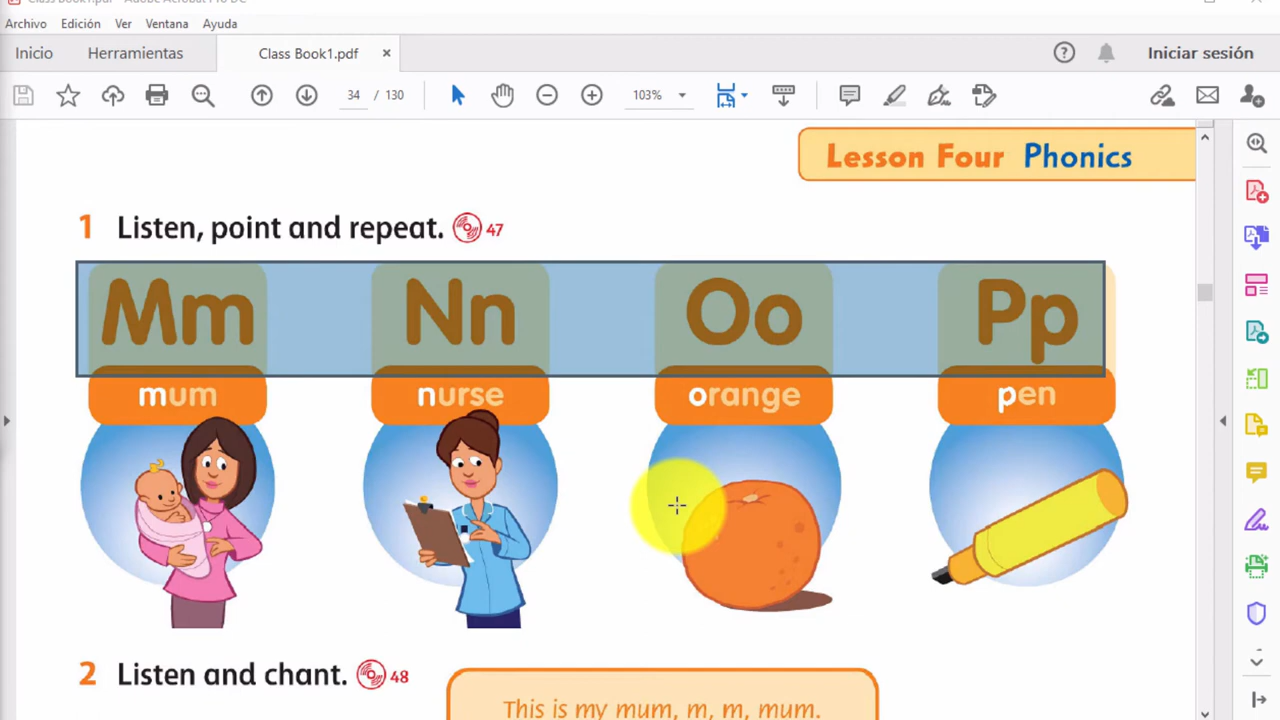 Archivo Edición Ver Ventana Ayuda
Inicio Herramientas Class Book1.pdf × Iniciar sesión
34 / 130 103%
Lesson Four Phonics
1 Listen, point and repeat. 47
Mm Nn Oo Pp
mum nurse orange pen
2 Listen and chant. 48
This is my mum, m, m, mum.